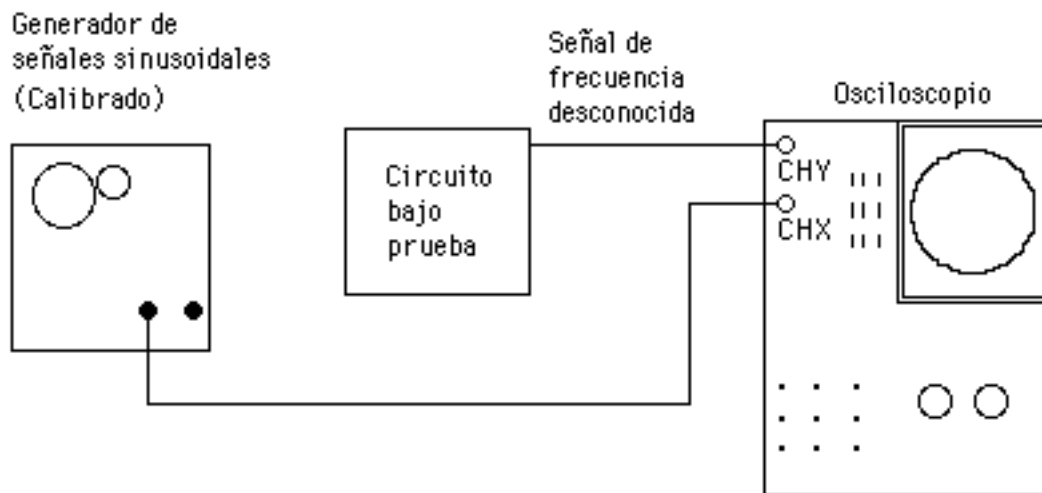 Generador de
señales sinusoidales
(Calibrado)
Señal de
frecuencia
desconocida
Osciloscopio
Circuito
bajo
prueba
CHY
CHX